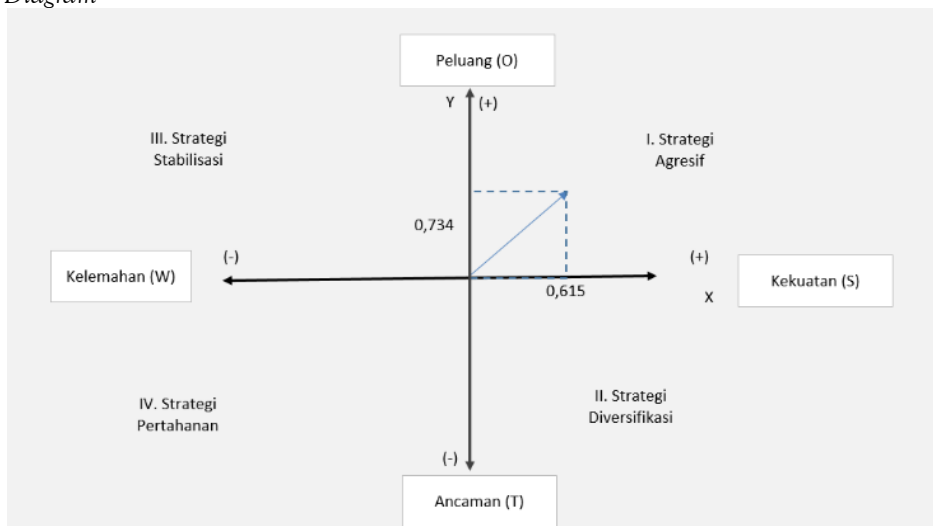 Diagram
Peluang (O)
Y
(+)
III. Strategi
Stabilisasi
I. Strategi
Agresif
0,734
(-)
(+)
Kelemahan (W)
Kekuatan (S)
0,615
X
IV. Strategi
Pertahanan
II. Strategi
Diversifikasi
(-)
Ancaman (T)